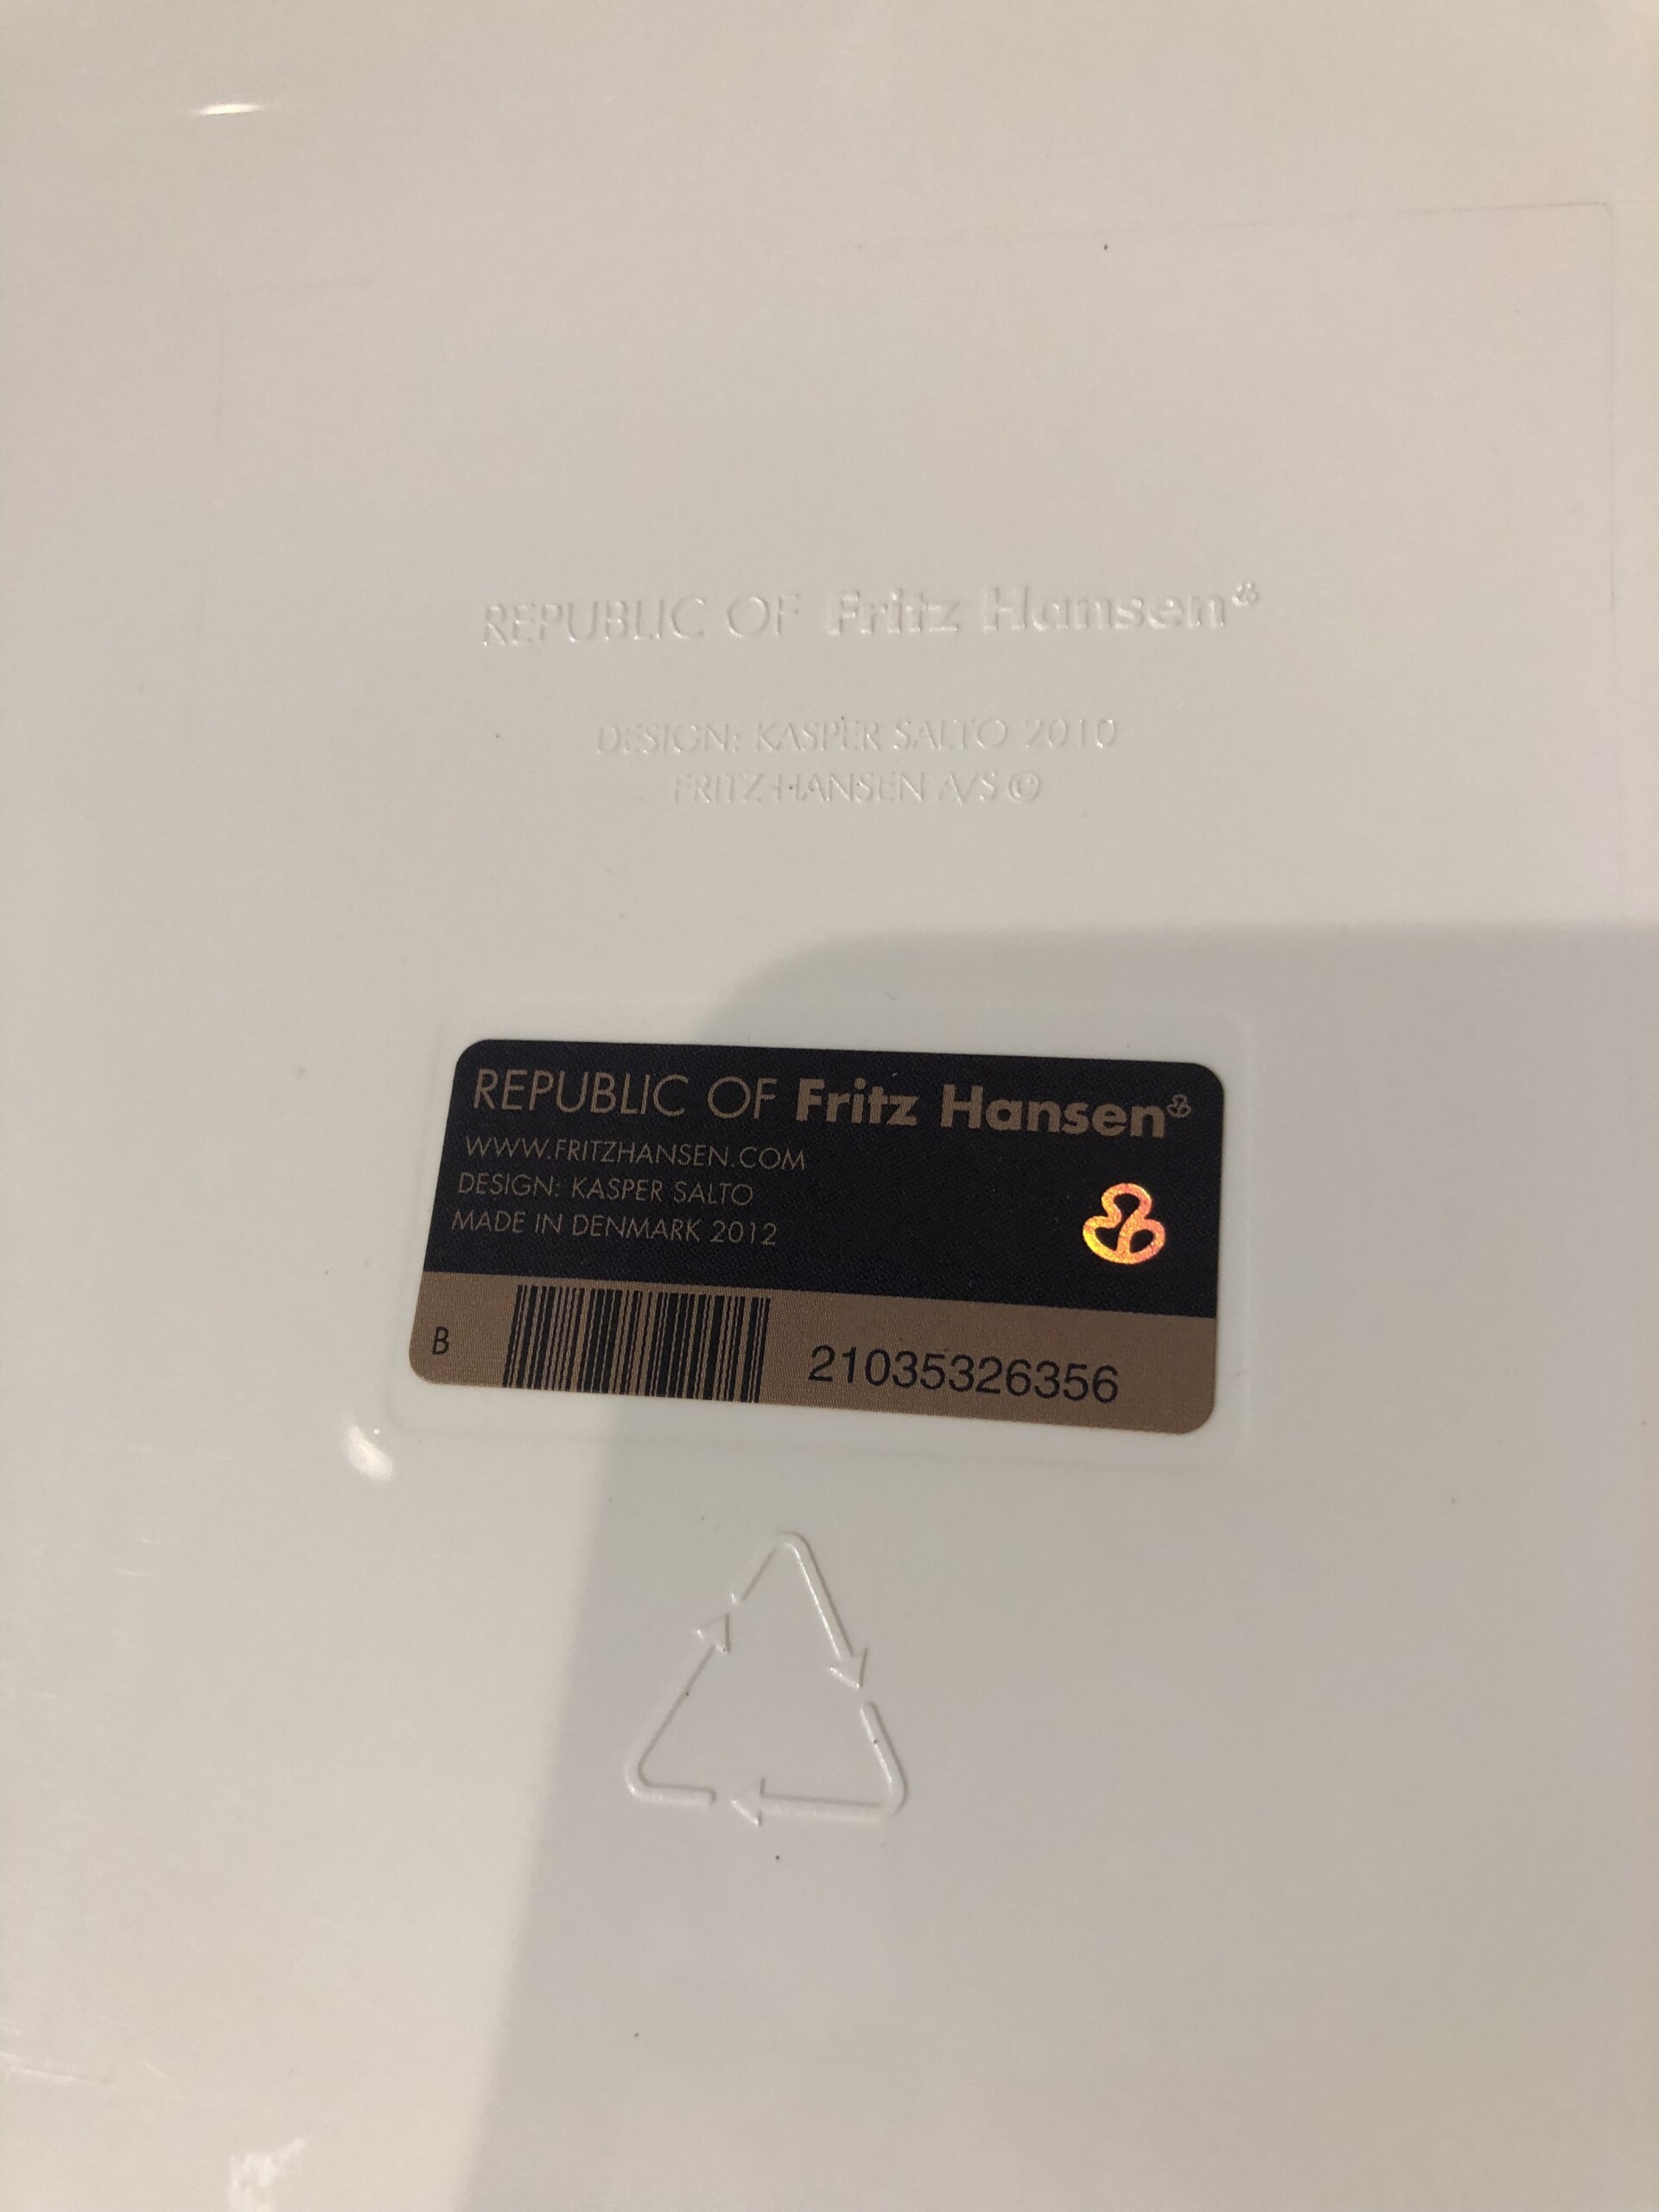 REPUBLIC OF Fritz Hansen
DESIGN: KASPER SALTO 2010
FRITZ HANSEN A/S ©
REPUBLIC OF Fritz Hansen
WWW.FRITZHANSEN.COM
DESIGN: KASPER SALTO
MADE IN DENMARK 2012
B 21035326356